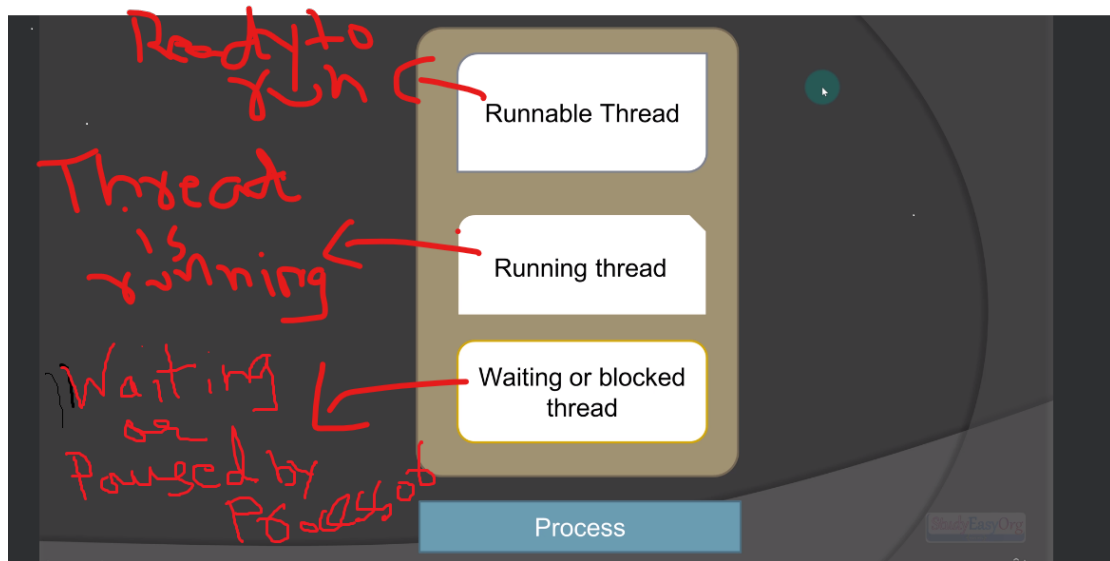 Ready to
run
Runnable Thread
Thread
is
running
Running thread
Waiting
or
Paused by
Processor
Waiting or blocked
thread
Process
StudyEasyOrg